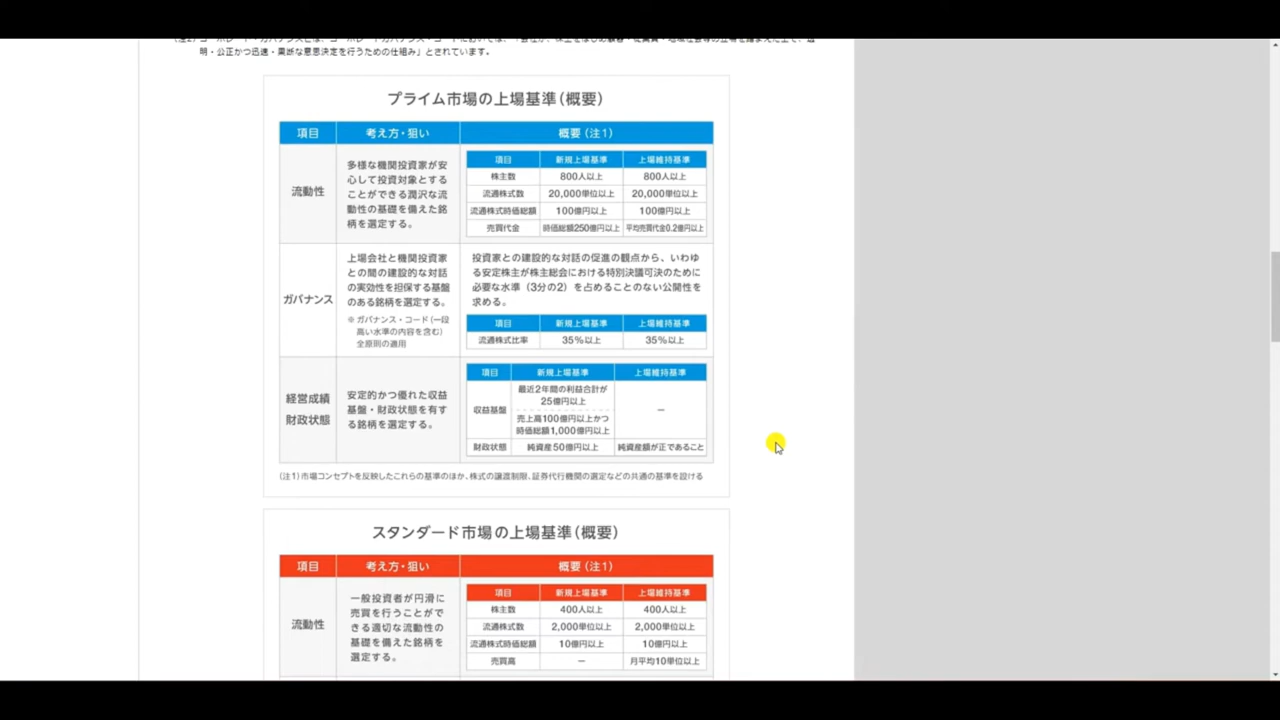 明・公正かつ迅速・果断な意思決定を行うための仕組み」とされています。
プライム市場の上場基準（概要）
項目 考え方・狙い 概要（注1）
流動性
多様な機関投資家が安
心して投資対象とする
ことができる潤沢な流
動性の基礎を備えた銘
柄を選定する。
項目 新規上場基準 上場維持基準
株主数 800人以上 800人以上
流通株式数 20,000単位以上 20,000単位以上
流通株式時価総額 100億円以上 100億円以上
売買代金 時価総額250億円以上 平均売買代金0.2億円以上
ガバナンス
上場会社と機関投資家
との間の建設的な対話
の実効性を担保する基盤
のある銘柄を選定する。
※ ガバナンス・コード（一段
高い水準の内容を含む）
全原則の適用
投資家との建設的な対話の促進の観点から、いわゆ
る安定株主が株主総会における特別決議可決のために
必要な水準（3分の2）を占めることのない公開性を
求める。
項目 新規上場基準 上場維持基準
流通株式比率 35％以上 35％以上
経営成績
財政状態
安定的かつ優れた収益
基盤・財政状態を有す
る銘柄を選定する。
項目 新規上場基準 上場維持基準
収益基盤
最近2年間の利益合計が
25億円以上
売上高100億円以上かつ
時価総額1,000億円以上
－
財政状態 純資産50億円以上 純資産額が正であること
（注1）市場コンセプトを反映したこれらの基準のほか、株式の譲渡制限、証券代行機関の選定などの共通の基準を設ける
スタンダード市場の上場基準（概要）
項目 考え方・狙い 概要（注1）
流動性
一般投資者が円滑に
売買を行うことがで
きる適切な流動性の
基礎を備えた銘柄を
選定する。
項目 新規上場基準 上場維持基準
株主数 400人以上 400人以上
流通株式数 2,000単位以上 2,000単位以上
流通株式時価総額 10億円以上 10億円以上
売買高 － 月平均10単位以上